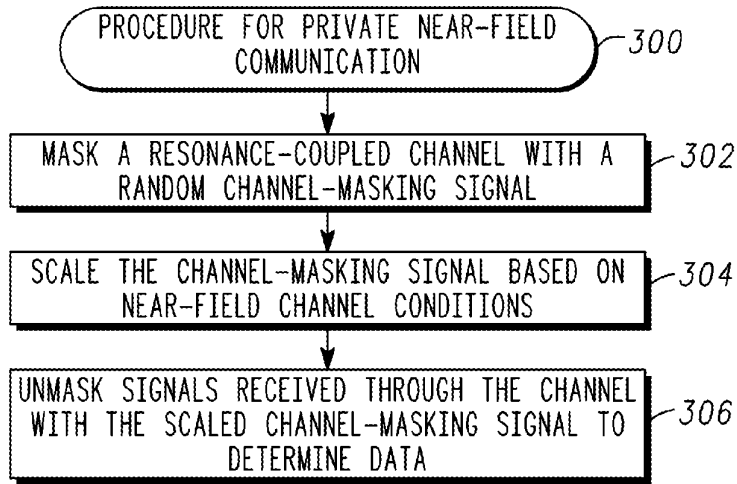 PROCEDURE FOR PRIVATE NEAR-FIELD
COMMUNICATION
300
MASK A RESONANCE-COUPLED CHANNEL WITH A
RANDOM CHANNEL-MASKING SIGNAL
302
SCALE THE CHANNEL-MASKING SIGNAL BASED ON
NEAR-FIELD CHANNEL CONDITIONS
304
UNMASK SIGNALS RECEIVED THROUGH THE CHANNEL
WITH THE SCALED CHANNEL-MASKING SIGNAL TO
DETERMINE DATA
306